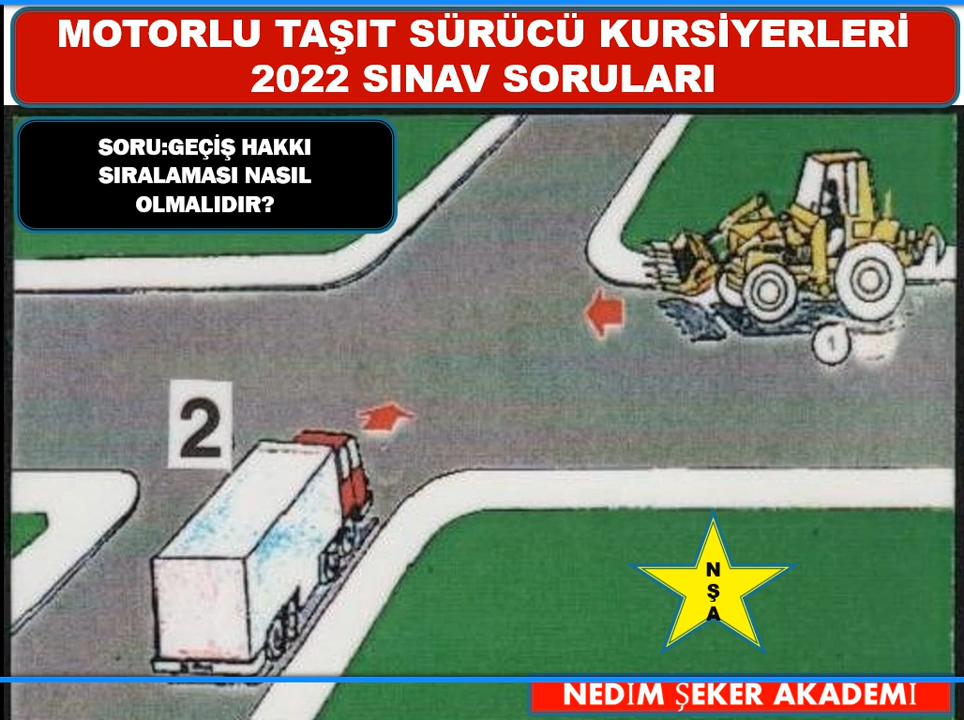 MOTORLU TAŞIT SÜRÜCÜ KURSİYERLERİ
2022 SINAV SORULARI
SORU:GEÇİŞ HAKKI
SIRALAMASI NASIL
OLMALIDIR?
1
2
N
Ş
A
NEDİM ŞEKER AKADEMİ